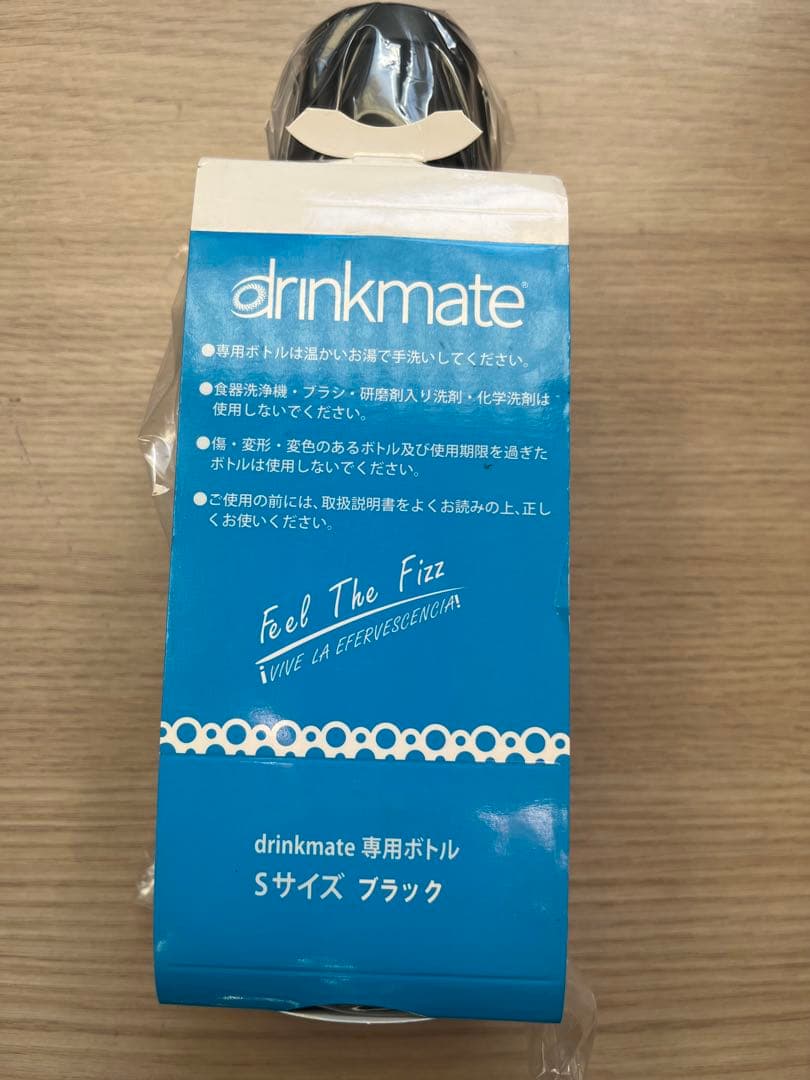 drinkmate®
●専用ボトルは温かいお湯で手洗いしてください。
●食器洗浄機・ブラシ・研磨剤入り洗剤・化学洗剤は
使用しないでください。
●傷・変形・変色のあるボトル及び使用期限を過ぎた
ボトルは使用しないでください。
●ご使用の前には、取扱説明書をよくお読みの上、正し
くお使いください。
Feel The Fizz
¡VIVE LA EFERVESCENCIA!
drinkmate 専用ボトル
Sサイズ ブラック